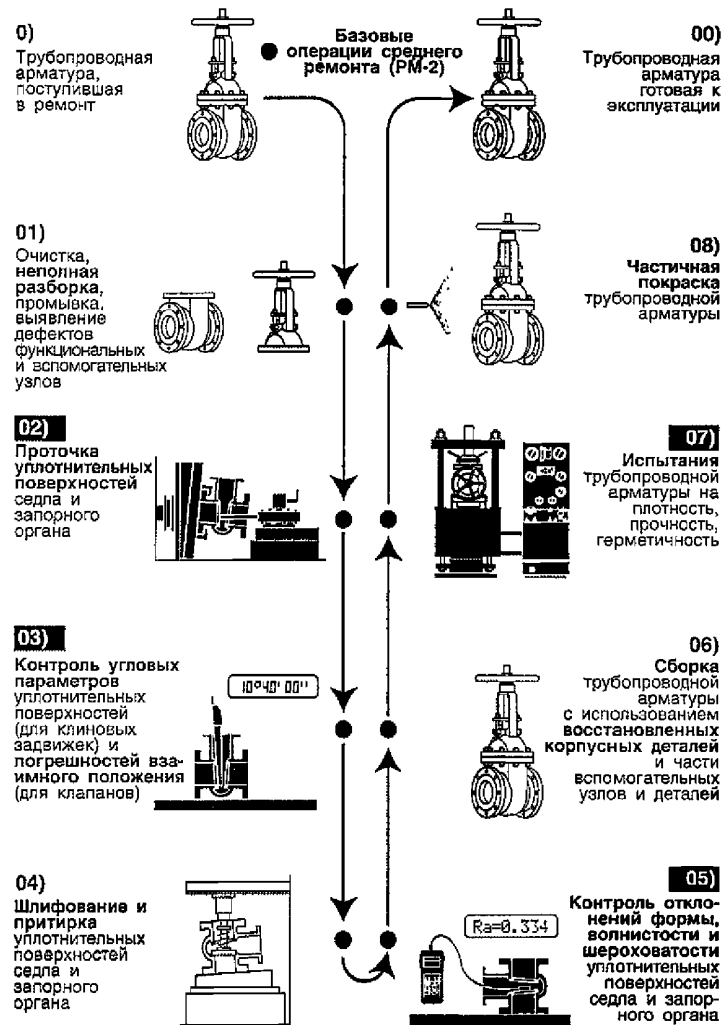 0)
Трубопроводная
арматура,
поступившая
в ремонт
Базовые
операции среднего
ремонта (РМ-2)
00)
Трубопроводная
арматура
готовая к
эксплуатации
01)
Очистка,
неполная
разборка,
промывка,
выявление
дефектов
функциональных
и вспомогательных
узлов
08)
Частичная
покраска
трубопроводной
арматуры
02)
Проточка
уплотнительных
поверхностей
седла и
запорного
органа
07)
Испытания
трубопроводной
арматуры на
плотность,
прочность,
герметичность
03)
Контроль угловых
параметров
уплотнительных
поверхностей
(для клиновых
задвижек) и
погрешностей вза-
имного положения
(для клапанов)
10°40' 00"
06)
Сборка
трубопроводной
арматуры
с использованием
восстановленных
корпусных деталей
и части
вспомогательных
узлов и деталей
04)
Шлифование и
притирка
уплотнительных
поверхностей
седла и
запорного
органа
Ra=0.334
05)
Контроль откло-
нений формы,
волнистости и
шероховатости
уплотнительных
поверхностей
седла и запор-
ного органа